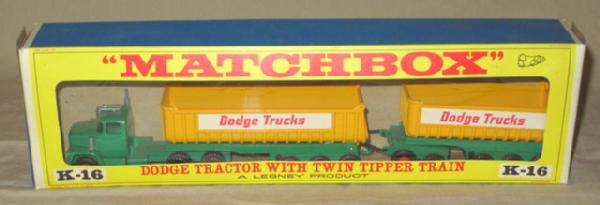 "MATCHBOX"
Dodge Trucks
Dodge Trucks
K-16
DODGE TRACTOR WITH TWIN TIPPER TRAIN
K-16
A LESNEY PRODUCT